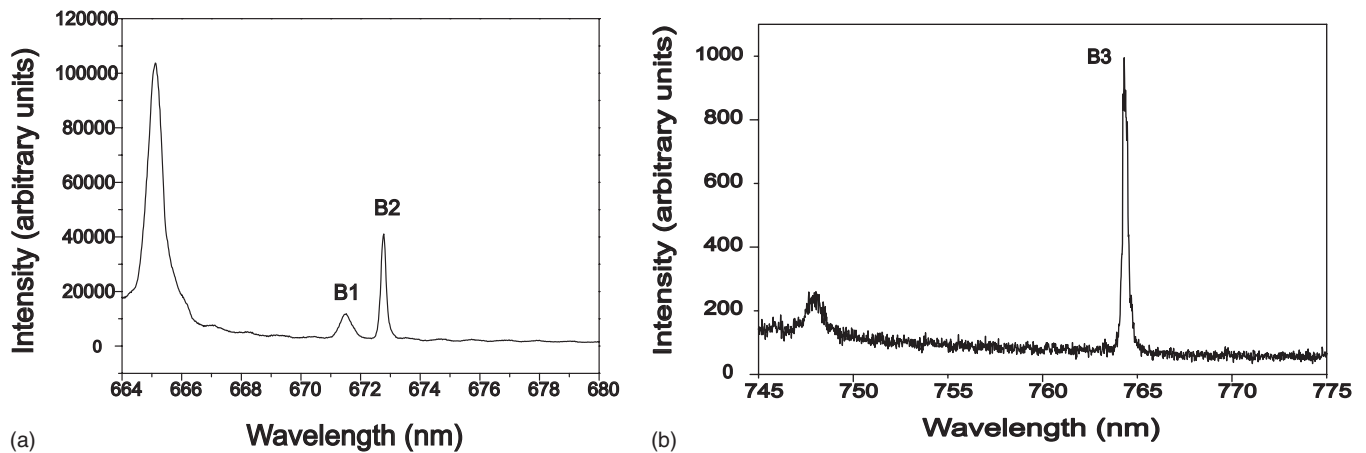 120000
100000
80000
60000
40000
20000
0
Intensity (arbitrary units)
B1
B2
664 666 668 670 672 674 676 678 680
Wavelength (nm)
(a)
1000
800
600
400
200
0
Intensity (arbitrary units)
B3
745 750 755 760 765 770 775
Wavelength (nm)
(b)